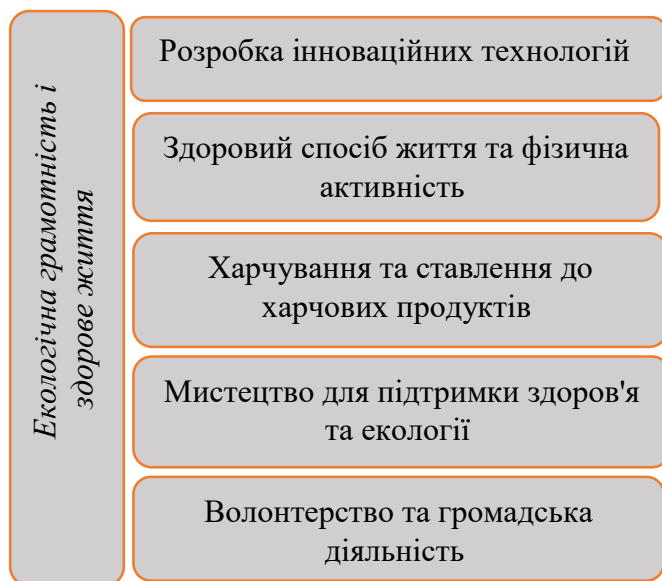 Екологічна грамотність і
здорове життя
Розробка інноваційних технологій
Здоровий спосіб життя та фізична
активність
Харчування та ставлення до
харчових продуктів
Мистецтво для підтримки здоров'я
та екології
Волонтерство та громадська
діяльність